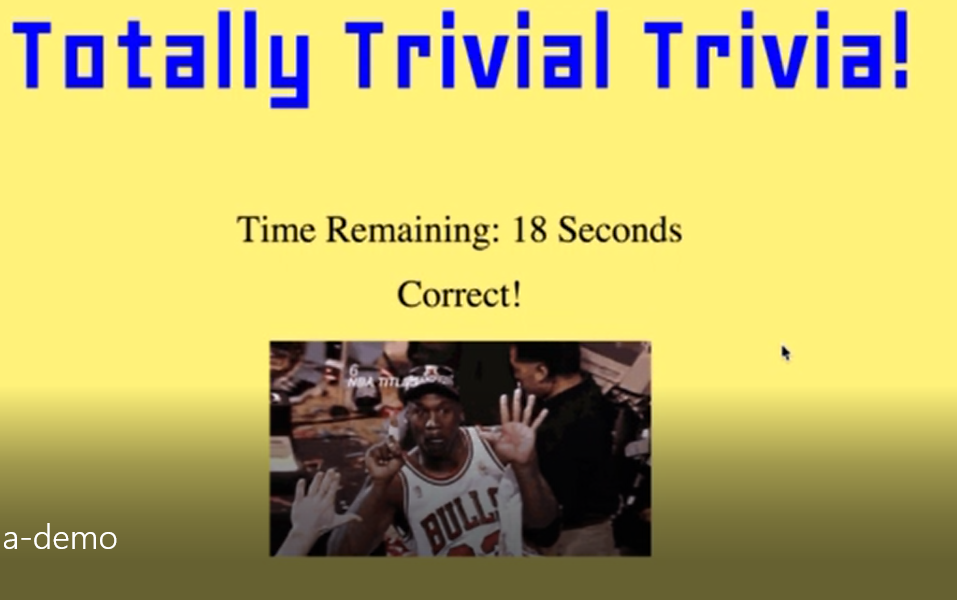 Totally Trivial Trivia!
Time Remaining: 18 Seconds
Correct!
6
NBA TITLES
BULLS
a-demo